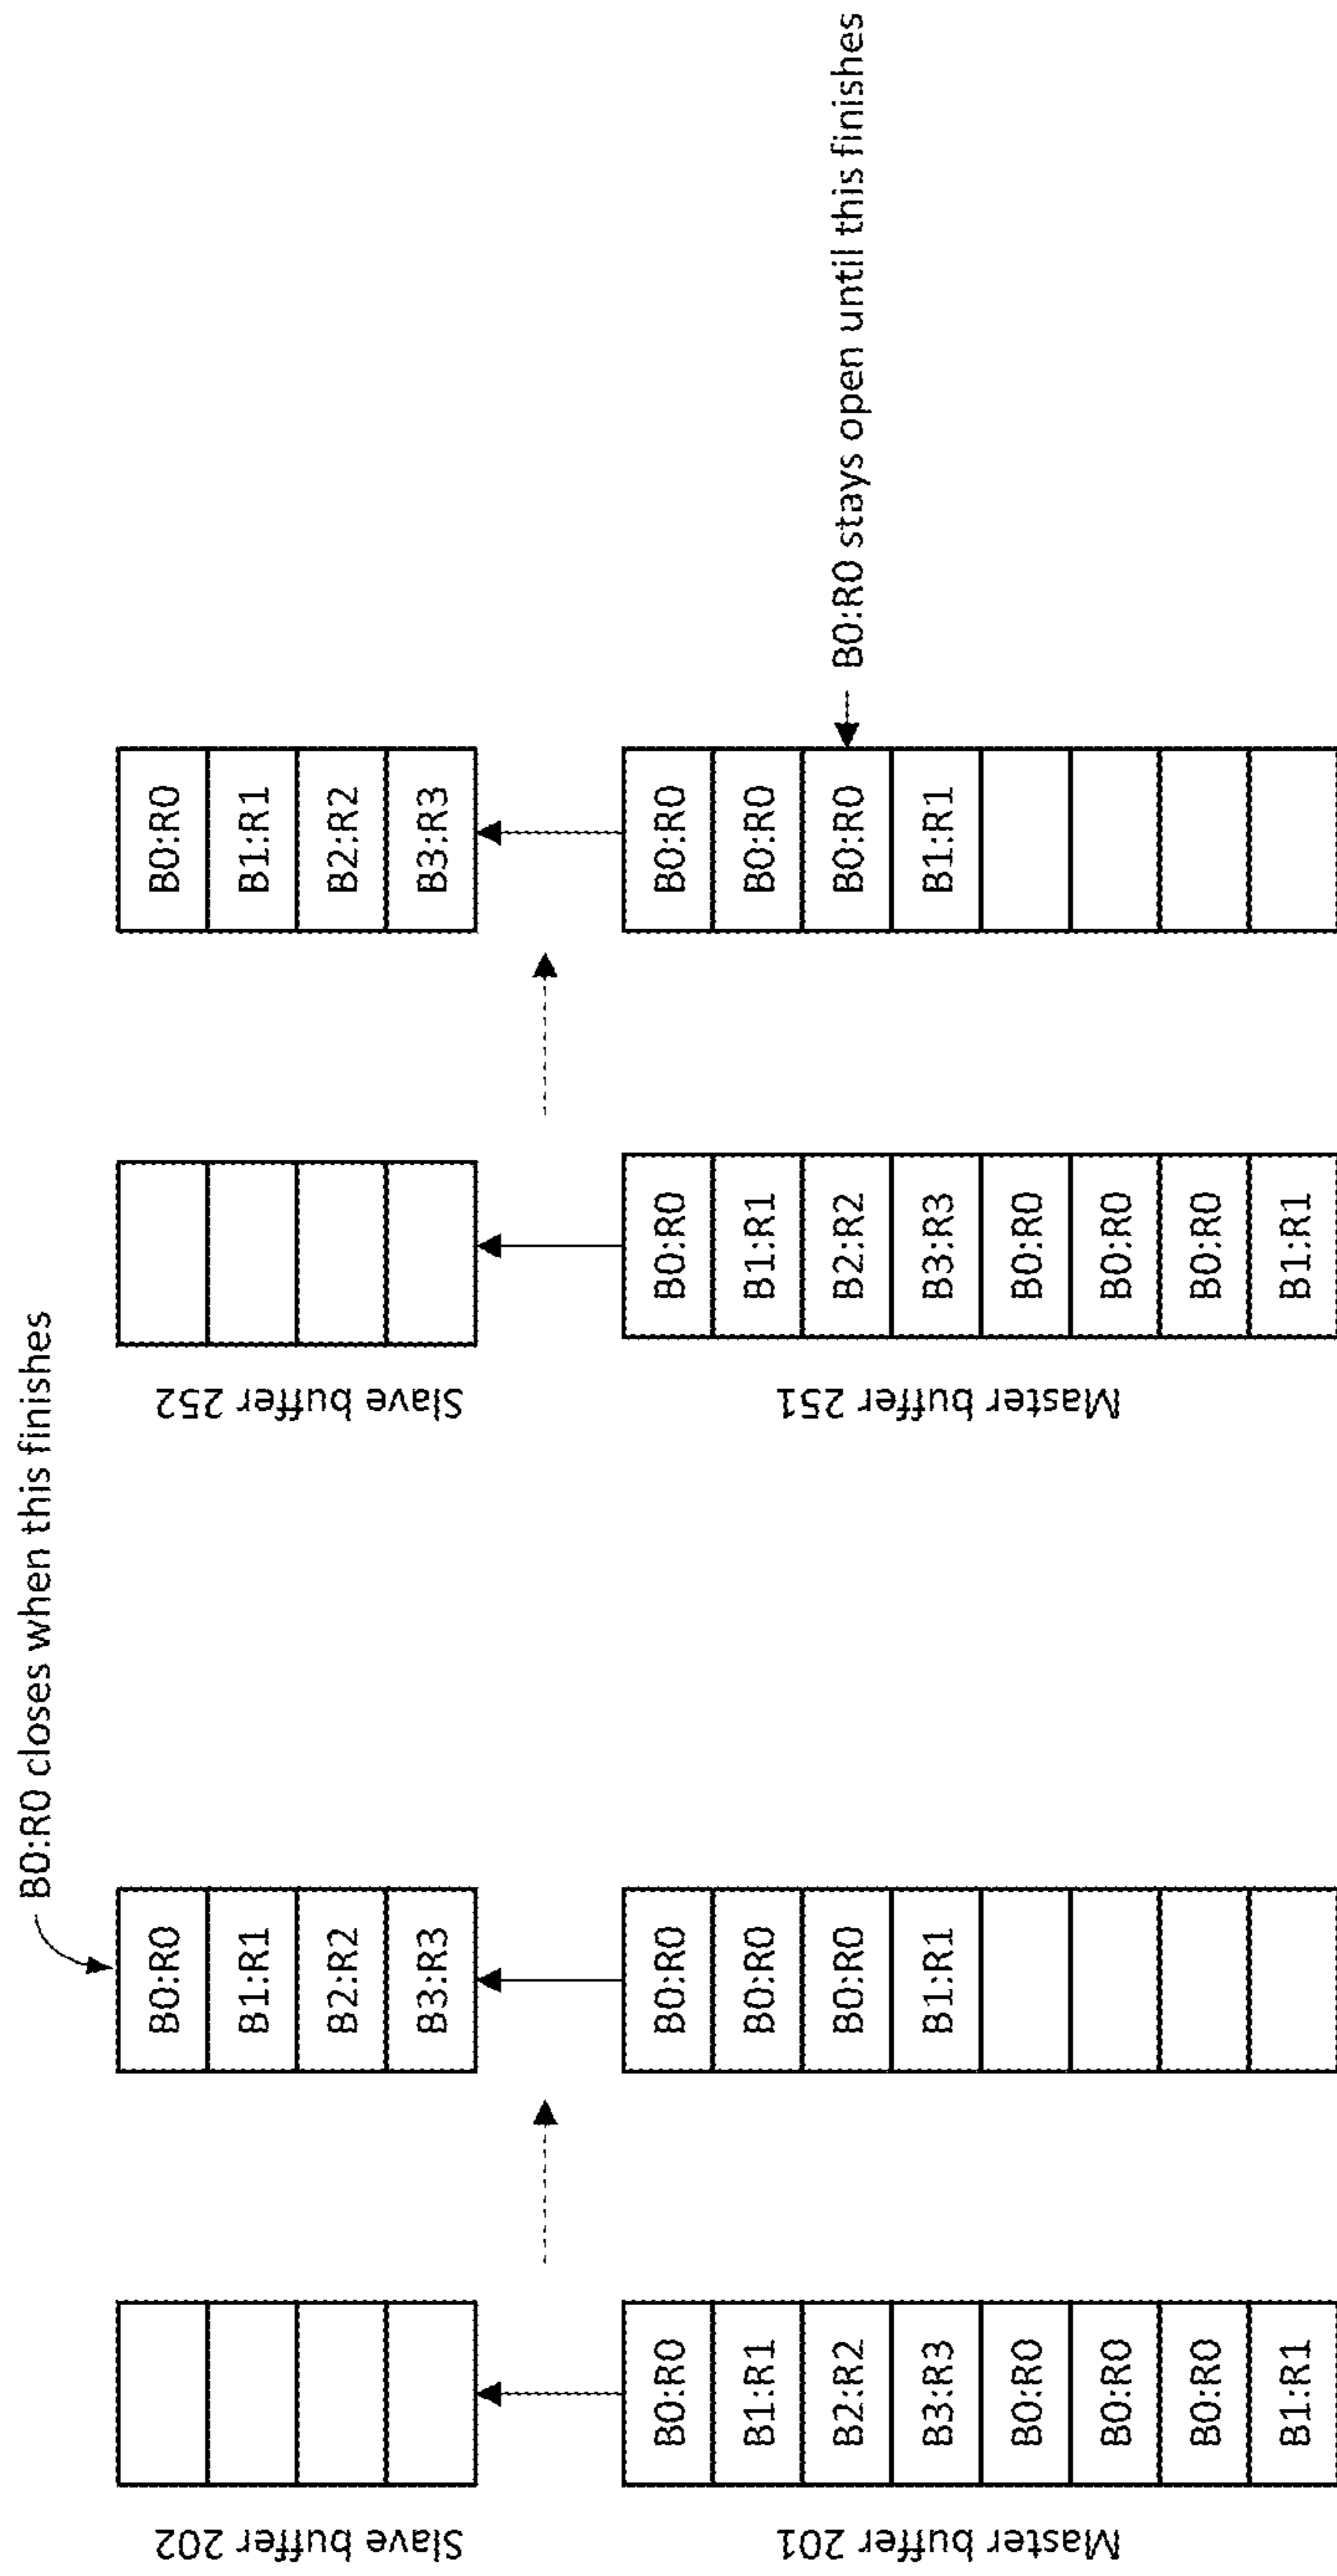 B0:R0 closes when this finishes
Slave buffer 202
B0:R0
B1:R1
B2:R2
B3:R3
Master buffer 201
B0:R0
B1:R1
B2:R2
B3:R3
B0:R0
B0:R0
B0:R0
B1:R1
B0:R0
B0:R0
B0:R0
B1:R1
Slave buffer 252
B0:R0
B1:R1
B2:R2
B3:R3
Master buffer 251
B0:R0
B1:R1
B2:R2
B3:R3
B0:R0
B0:R0
B0:R0
B1:R1
B0:R0
B0:R0
B0:R0
B1:R1
B0:R0 stays open until this finishes